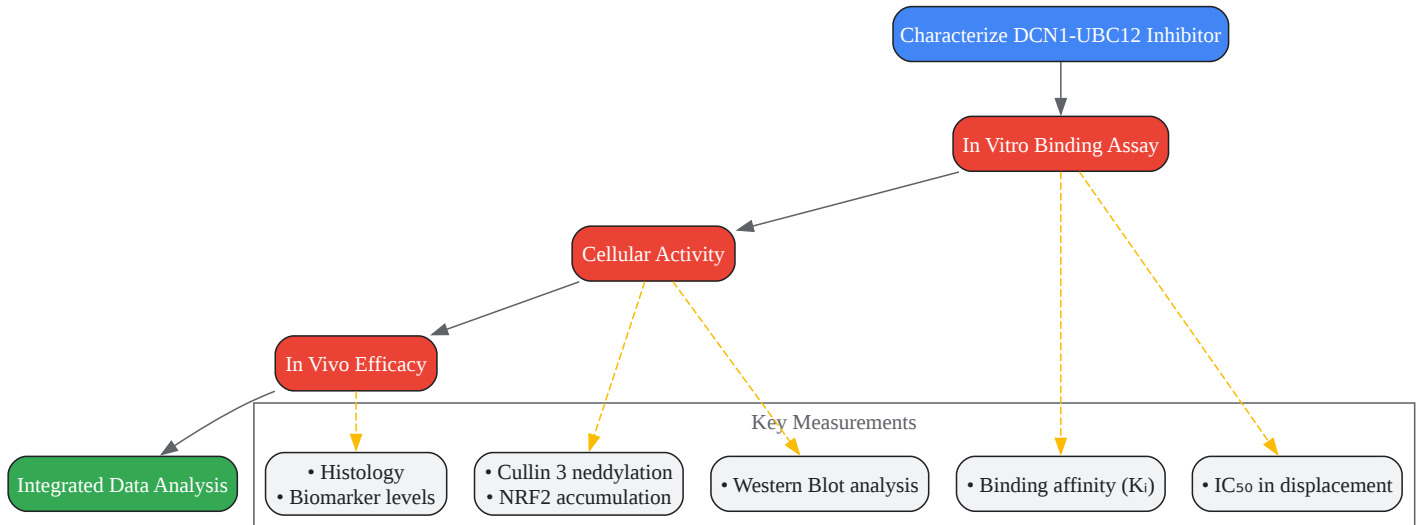 Characterize DCN1-UBC12 Inhibitor
In Vitro Binding Assay
Cellular Activity
In Vivo Efficacy
Key Measurements
Integrated Data Analysis
• Histology
• Biomarker levels
• Cullin 3 neddylation
• NRF2 accumulation
• Western Blot analysis
• Binding affinity (Kᵢ)
• IC₅₀ in displacement